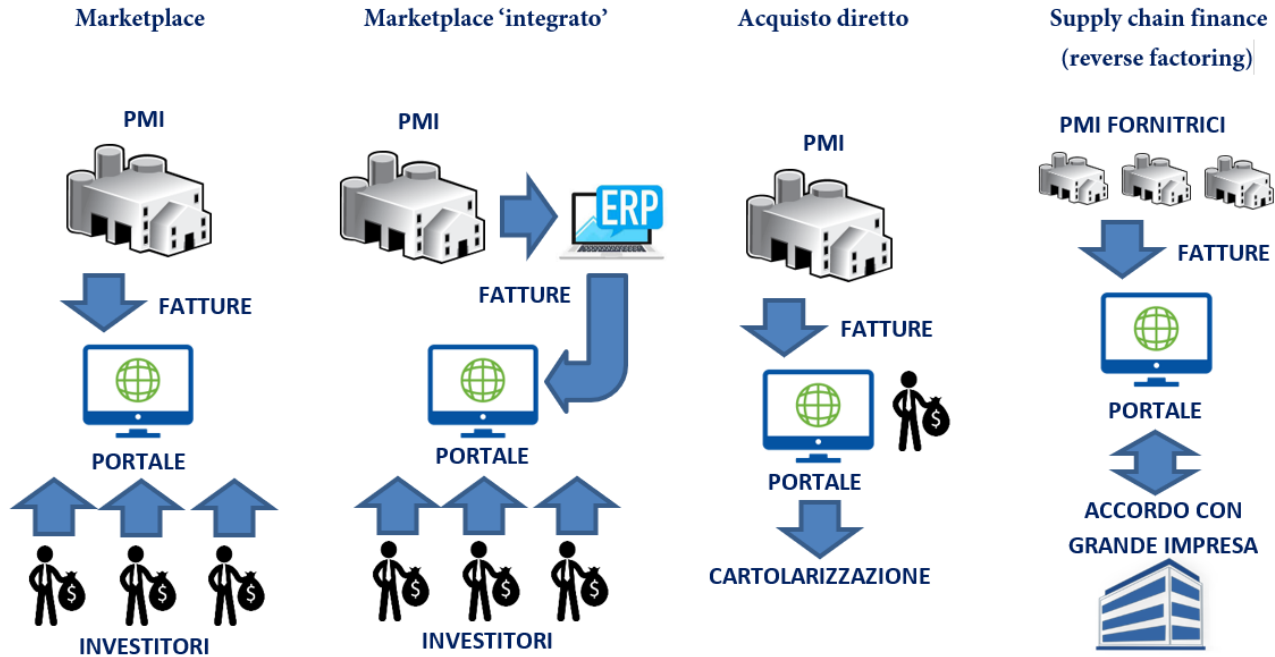 Marketplace
PMI
FATTURE
PORTALE
$ $ $
INVESTITORI
Marketplace ‘integrato’
PMI
ERP
FATTURE
PORTALE
$ $ $
INVESTITORI
Acquisto diretto
PMI
FATTURE
$
PORTALE
CARTOLARIZZAZIONE
Supply chain finance
(reverse factoring)
PMI FORNITRICI
FATTURE
PORTALE
ACCORDO CON
GRANDE IMPRESA